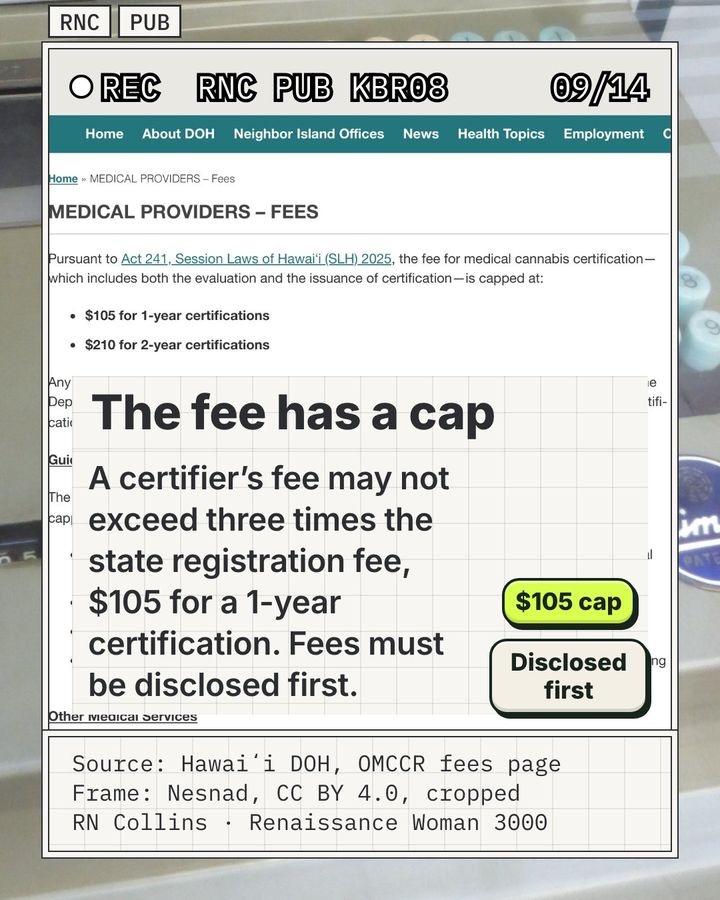 RNC PUB
REC RNC PUB KBR08 09/14
Home About DOH Neighbor Island Offices News Health Topics Employment
Home » MEDICAL PROVIDERS – Fees
MEDICAL PROVIDERS – FEES
Pursuant to Act 241, Session Laws of Hawaiʻi (SLH) 2025, the fee for medical cannabis certification—
which includes both the evaluation and the issuance of certification—is capped at:
• $105 for 1-year certifications
• $210 for 2-year certifications
Any
The fee has a cap
A certifier’s fee may not
exceed three times the
state registration fee,
$105 for a 1-year
certification. Fees must
be disclosed first.
$105 cap
Disclosed
first
The
Other Medical Services
Source: Hawaiʻi DOH, OMCCR fees page
Frame: Nesnad, CC BY 4.0, cropped
RN Collins · Renaissance Woman 3000